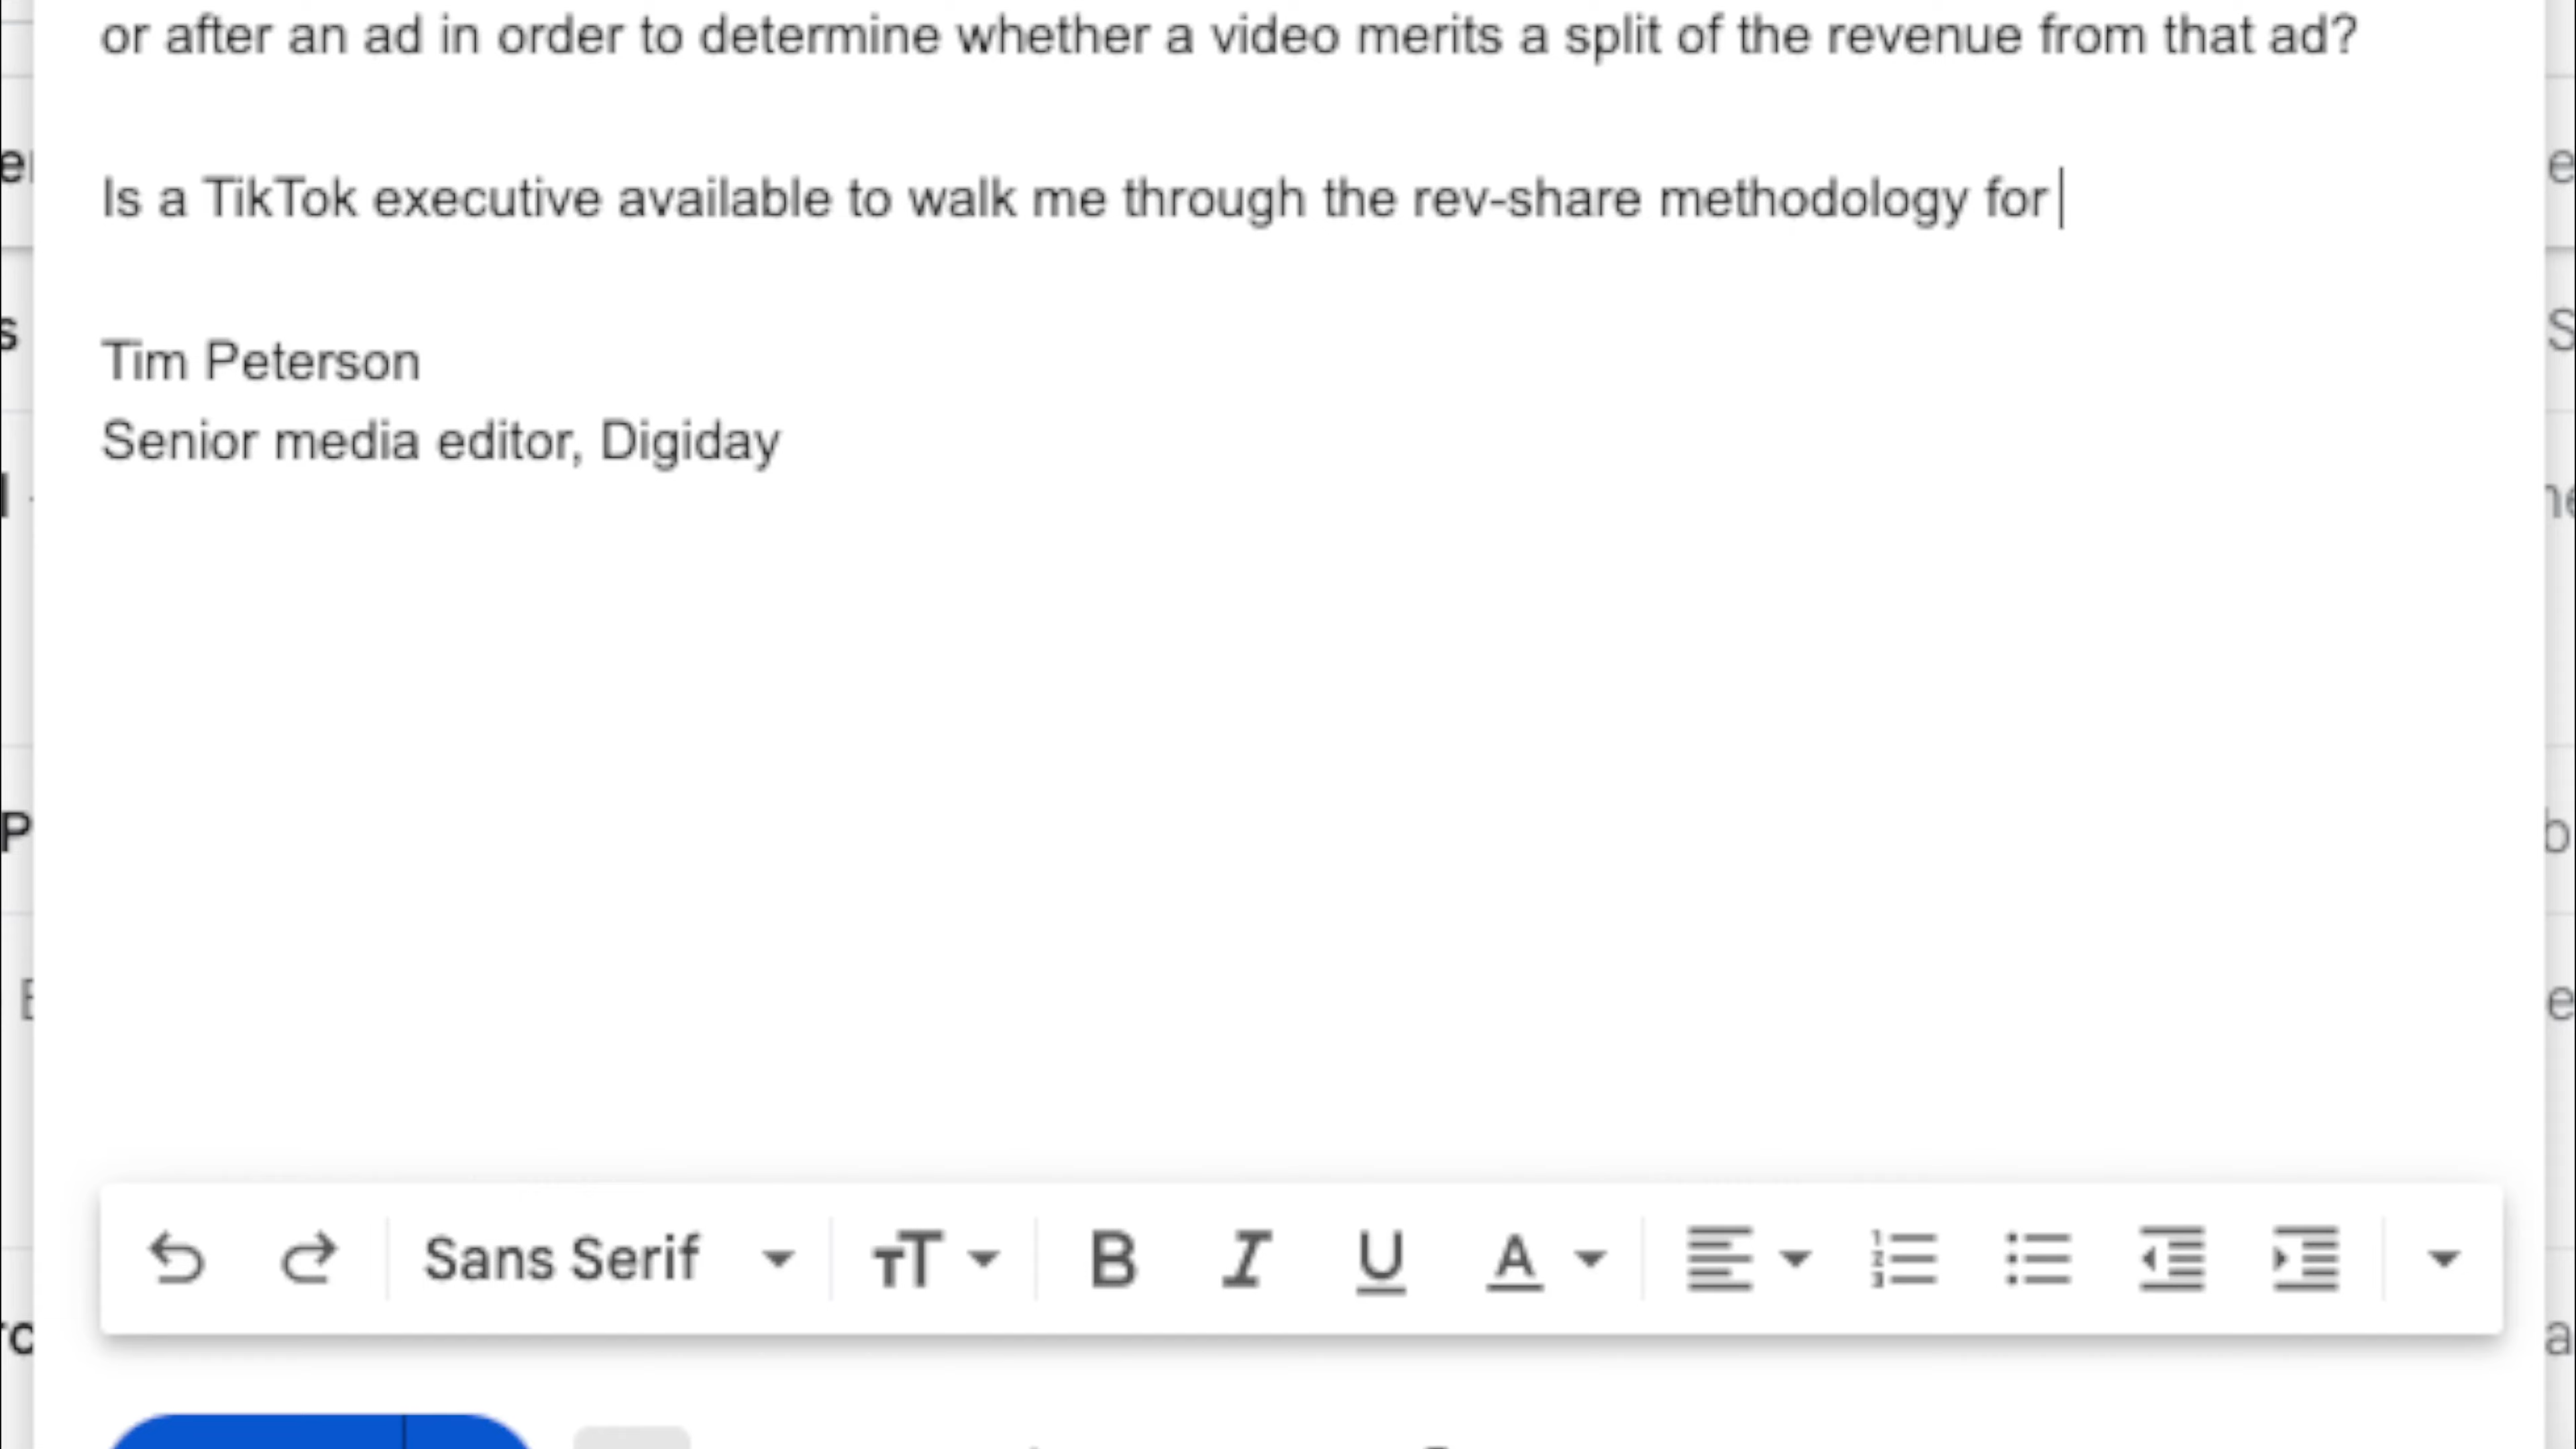 or after an ad in order to determine whether a video merits a split of the revenue from that ad?
Is a TikTok executive available to walk me through the rev-share methodology for
Tim Peterson
Senior media editor, Digiday
Sans Serif